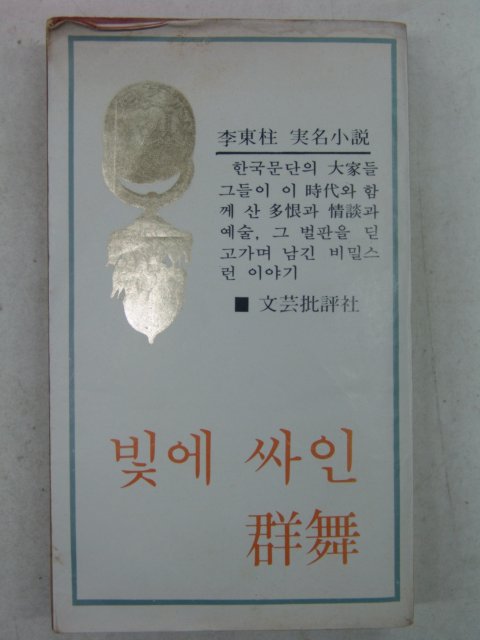 李東柱 実名小説
한국문단의 大家들
그들이 이 時代와 함
께 산 多恨과 情談과
예술, 그 벌판을 딛
고가며 남긴 비밀스
런 이야기
■ 文芸批評社
빛에 싸인
群舞